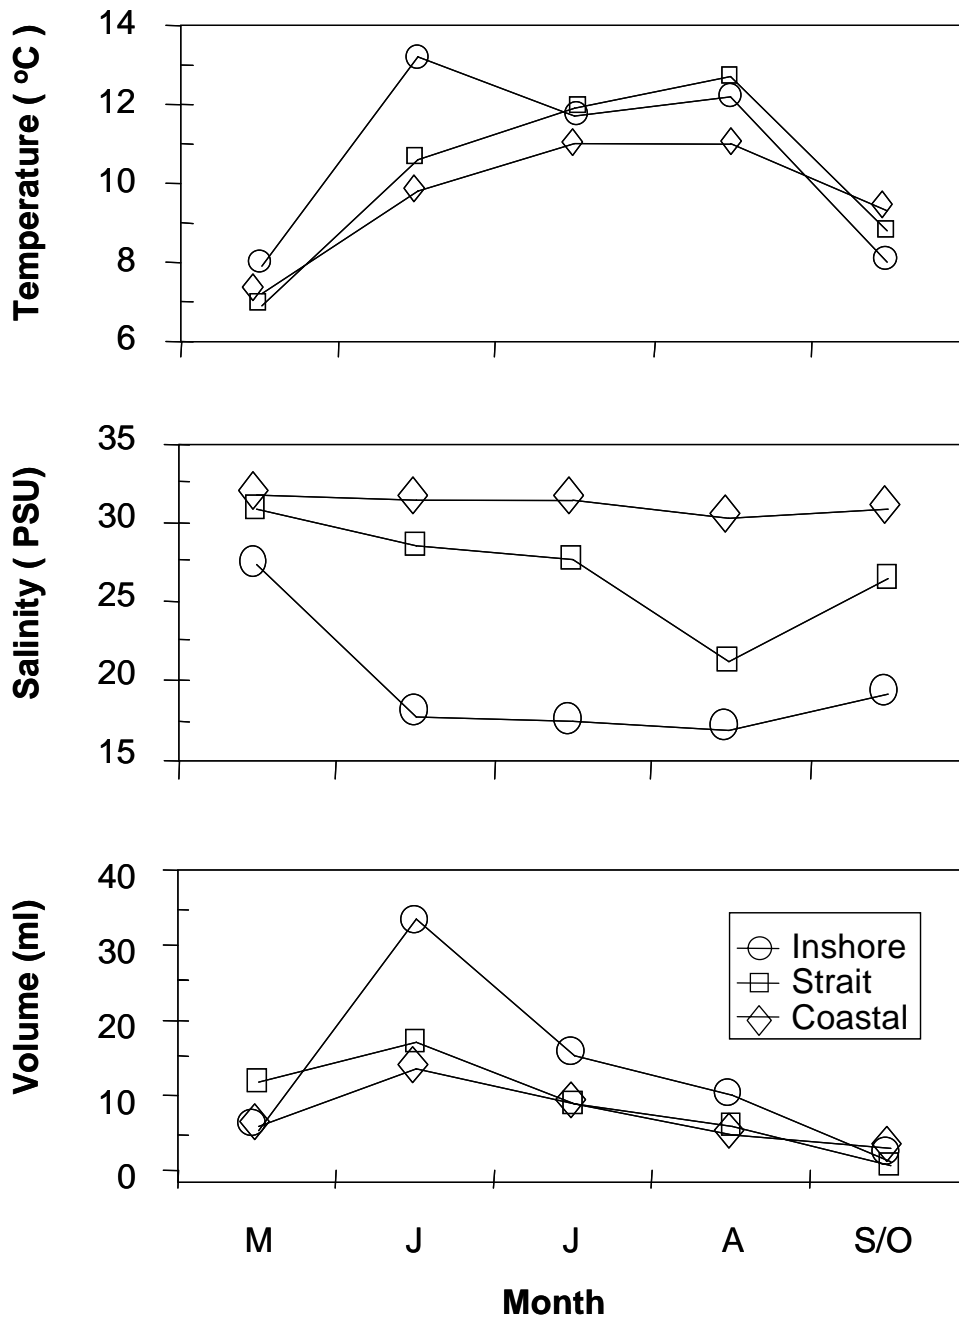 Temperature ( ºC )
14
12
10
8
6
Salinity ( PSU)
35
30
25
20
15
Volume (ml)
40
30
20
10
0
Inshore
Strait
Coastal
M J J A S/O
Month